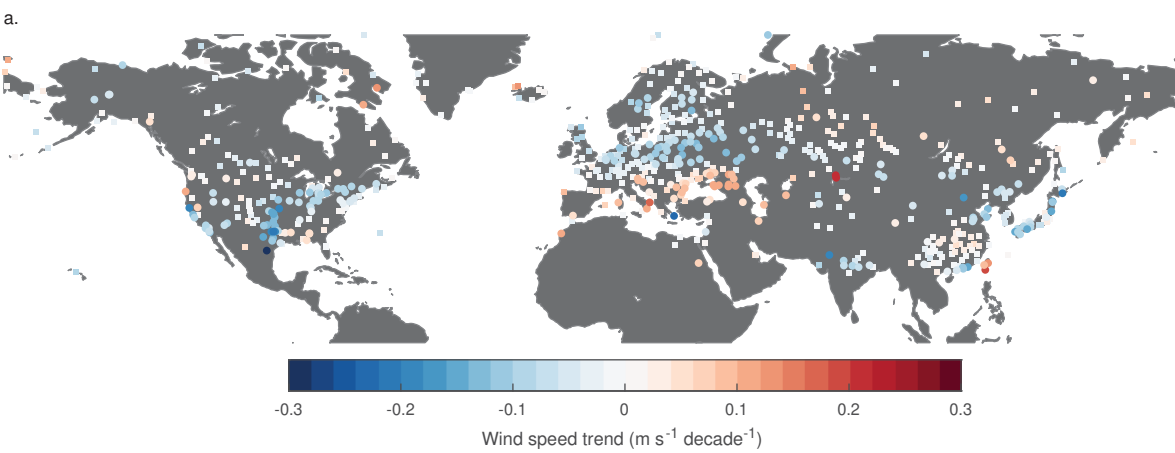 a.
-0.3 -0.2 -0.1 0 0.1 0.2 0.3
Wind speed trend (m s⁻¹ decade⁻¹)